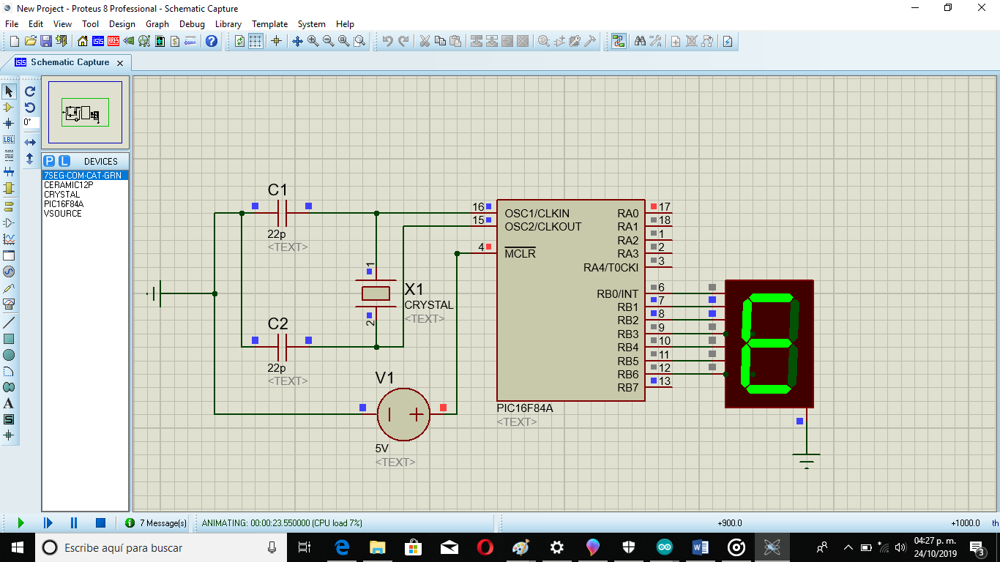 New Project - Proteus 8 Professional - Schematic Capture
File Edit View Tool Design Graph Debug Library Template System Help
Schematic Capture
0°
P L DEVICES
7SEG-COM-CAT-GRN
CERAMIC12P
CRYSTAL
PIC16F84A
VSOURCE
LBL
A
S
C1
22p
<TEXT>
C2
22p
<TEXT>
1
X1
CRYSTAL
<TEXT>
2
V1
5V
<TEXT>
16 OSC1/CLKIN
15 OSC2/CLKOUT
4 MCLR
RA0 17
RA1 18
RA2 1
RA3 2
RA4/T0CKI 3
RB0/INT 6
RB1 7
RB2 8
RB3 9
RB4 10
RB5 11
RB6 12
RB7 13
PIC16F84A
<TEXT>
E
7 Message(s) ANIMATING: 00:00:23.550000 (CPU load 7%) +900.0 +1000.0 th
Escribe aquí para buscar
04:27 p. m.
24/10/2019
3